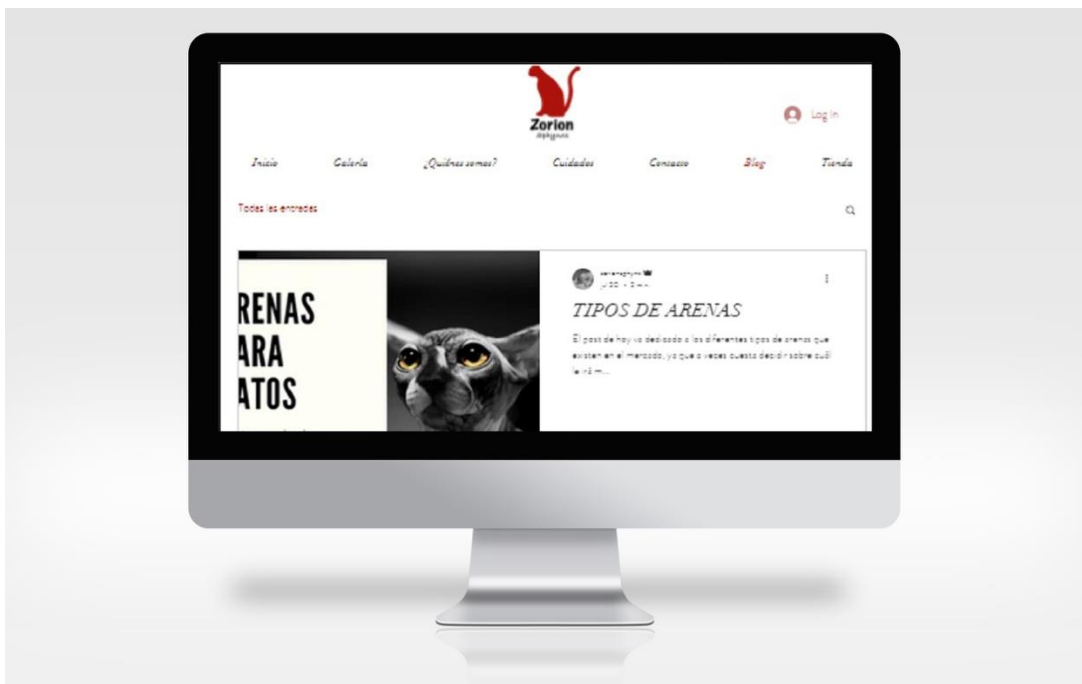 Zorion
Log In
Inicio
Galería
¿Quiénes somos?
Cuidados
Contacto
Blog
Tienda
Todas las entradas
RENAS
ARA
ATOS
TIPOS DE ARENAS
El post de hoy va dedicado a los diferentes tipos de arenas que
existen en el mercado, ya que a veces cuesta decidir sobre cuál
le irá m...